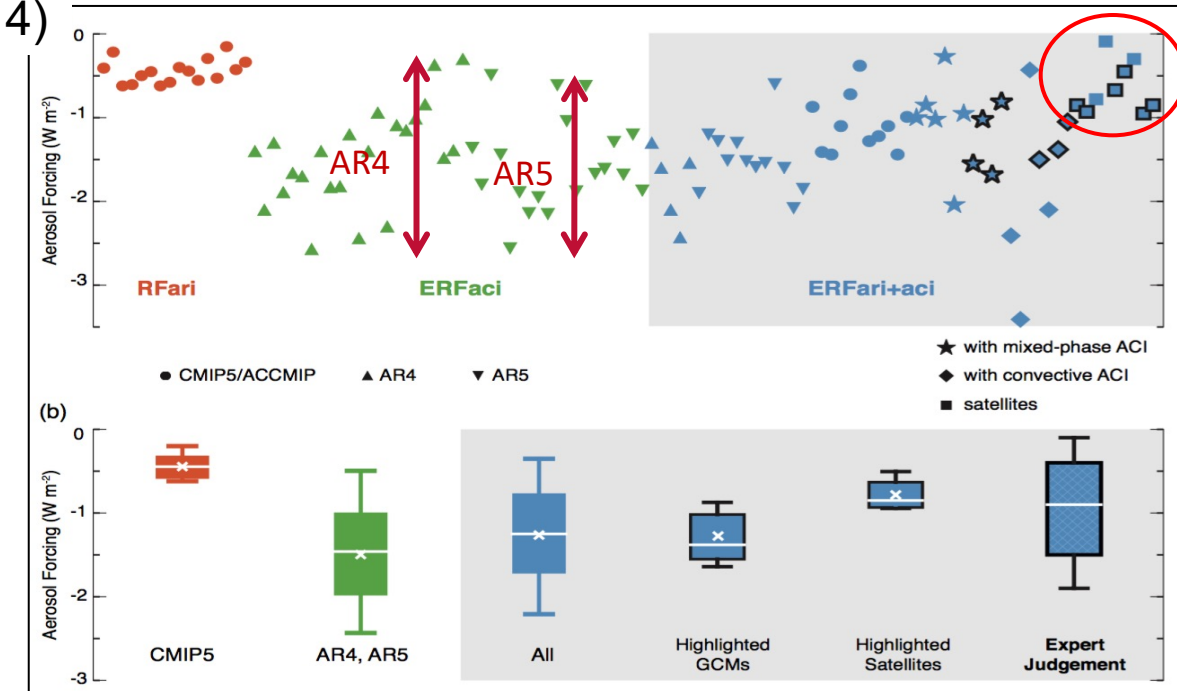 4)
0
-1
-2
-3
Aerosol Forcing (W m⁻²)
AR4
AR5
RFari
ERFaci
ERFari+aci
CMIP5/ACCMIP
AR4
AR5
with mixed-phase ACI
with convective ACI
satellites
(b)
0
-1
-2
-3
Aerosol Forcing (W m⁻²)
CMIP5
AR4, AR5
All
Highlighted
GCMs
Highlighted
Satellites
Expert
Judgement